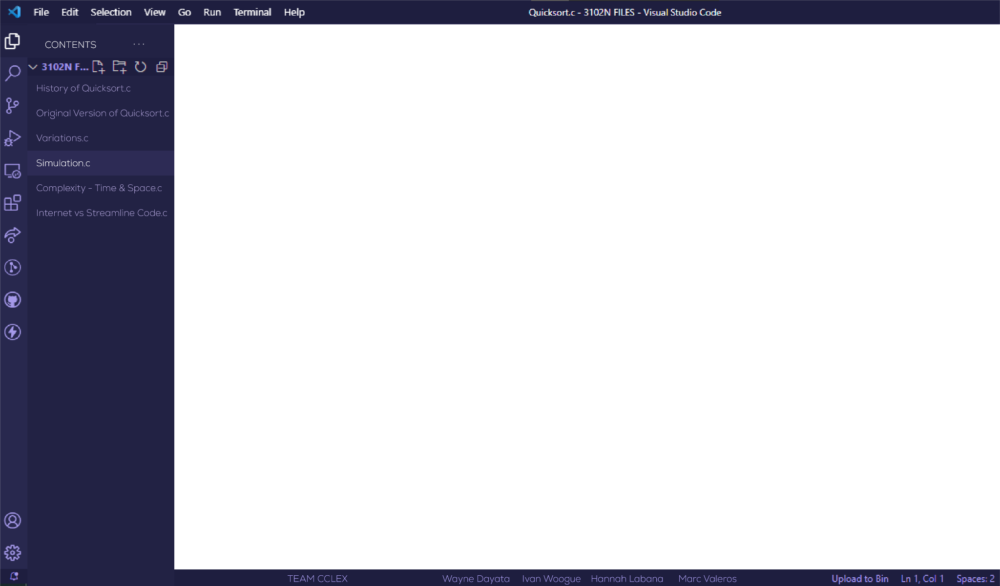 File Edit Selection View Go Run Terminal Help Quicksort.c - 3102N FILES - Visual Studio Code
CONTENTS ...
3102N F...
History of Quicksort.c
Original Version of Quicksort.c
Variations.c
Simulation.c
Complexity - Time & Space.c
Internet vs Streamline Code.c
TEAM CCLEX Wayne Dayata Ivan Woogue Hannah Labana Marc Valeros Upload to Bin Ln 1, Col 1 Spaces: 2